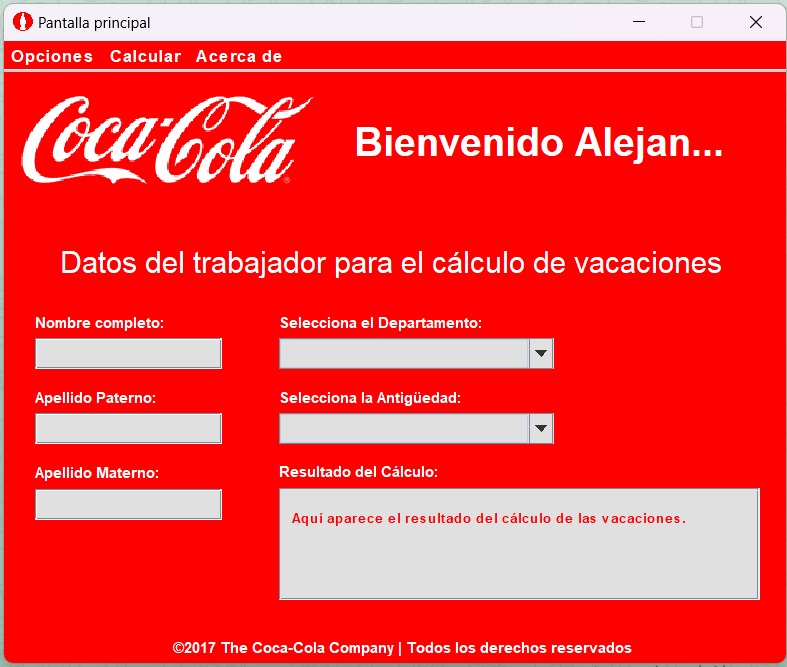 Pantalla principal
Opciones Calcular Acerca de
Coca-Cola
®
Bienvenido Alejan...
Datos del trabajador para el cálculo de vacaciones
Nombre completo:
Selecciona el Departamento:
Apellido Paterno:
Selecciona la Antigüedad:
Apellido Materno:
Resultado del Cálculo:
Aquí aparece el resultado del cálculo de las vacaciones.
©2017 The Coca-Cola Company | Todos los derechos reservados